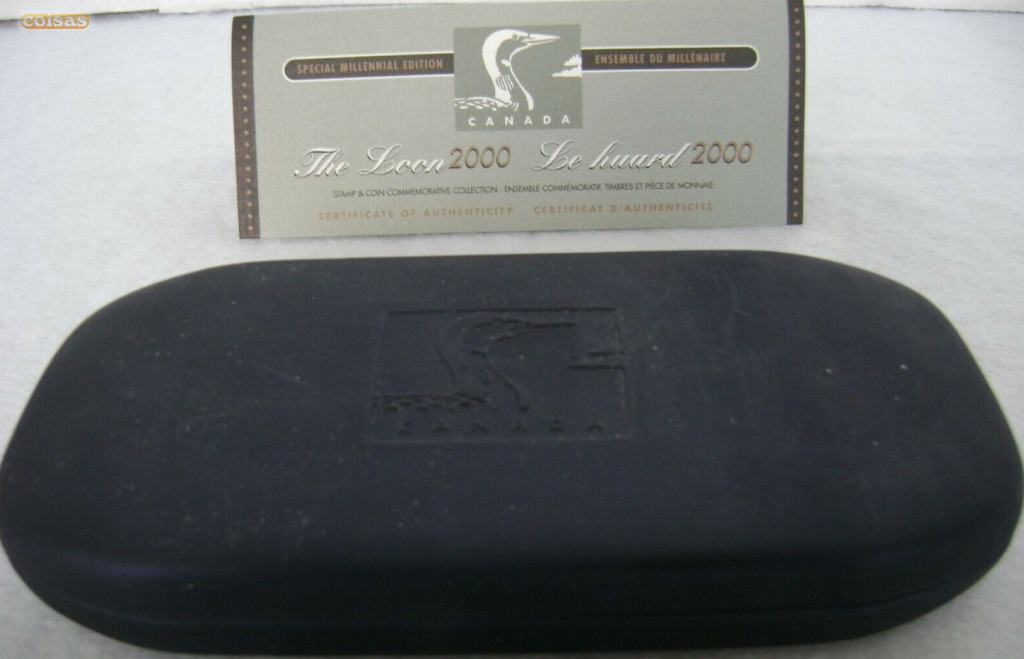 coisas
SPECIAL MILLENNIAL EDITION ENSEMBLE DU MILLÉNAIRE
CANADA
The Loon 2000 Le huard 2000
STAMP & COIN COMMEMORATIVE COLLECTION · ENSEMBLE COMMÉMORATIF, TIMBRES ET PIÈCE DE MONNAIE
CERTIFICATE OF AUTHENTICITY CERTIFICAT D'AUTHENTICITÉ
CANADA